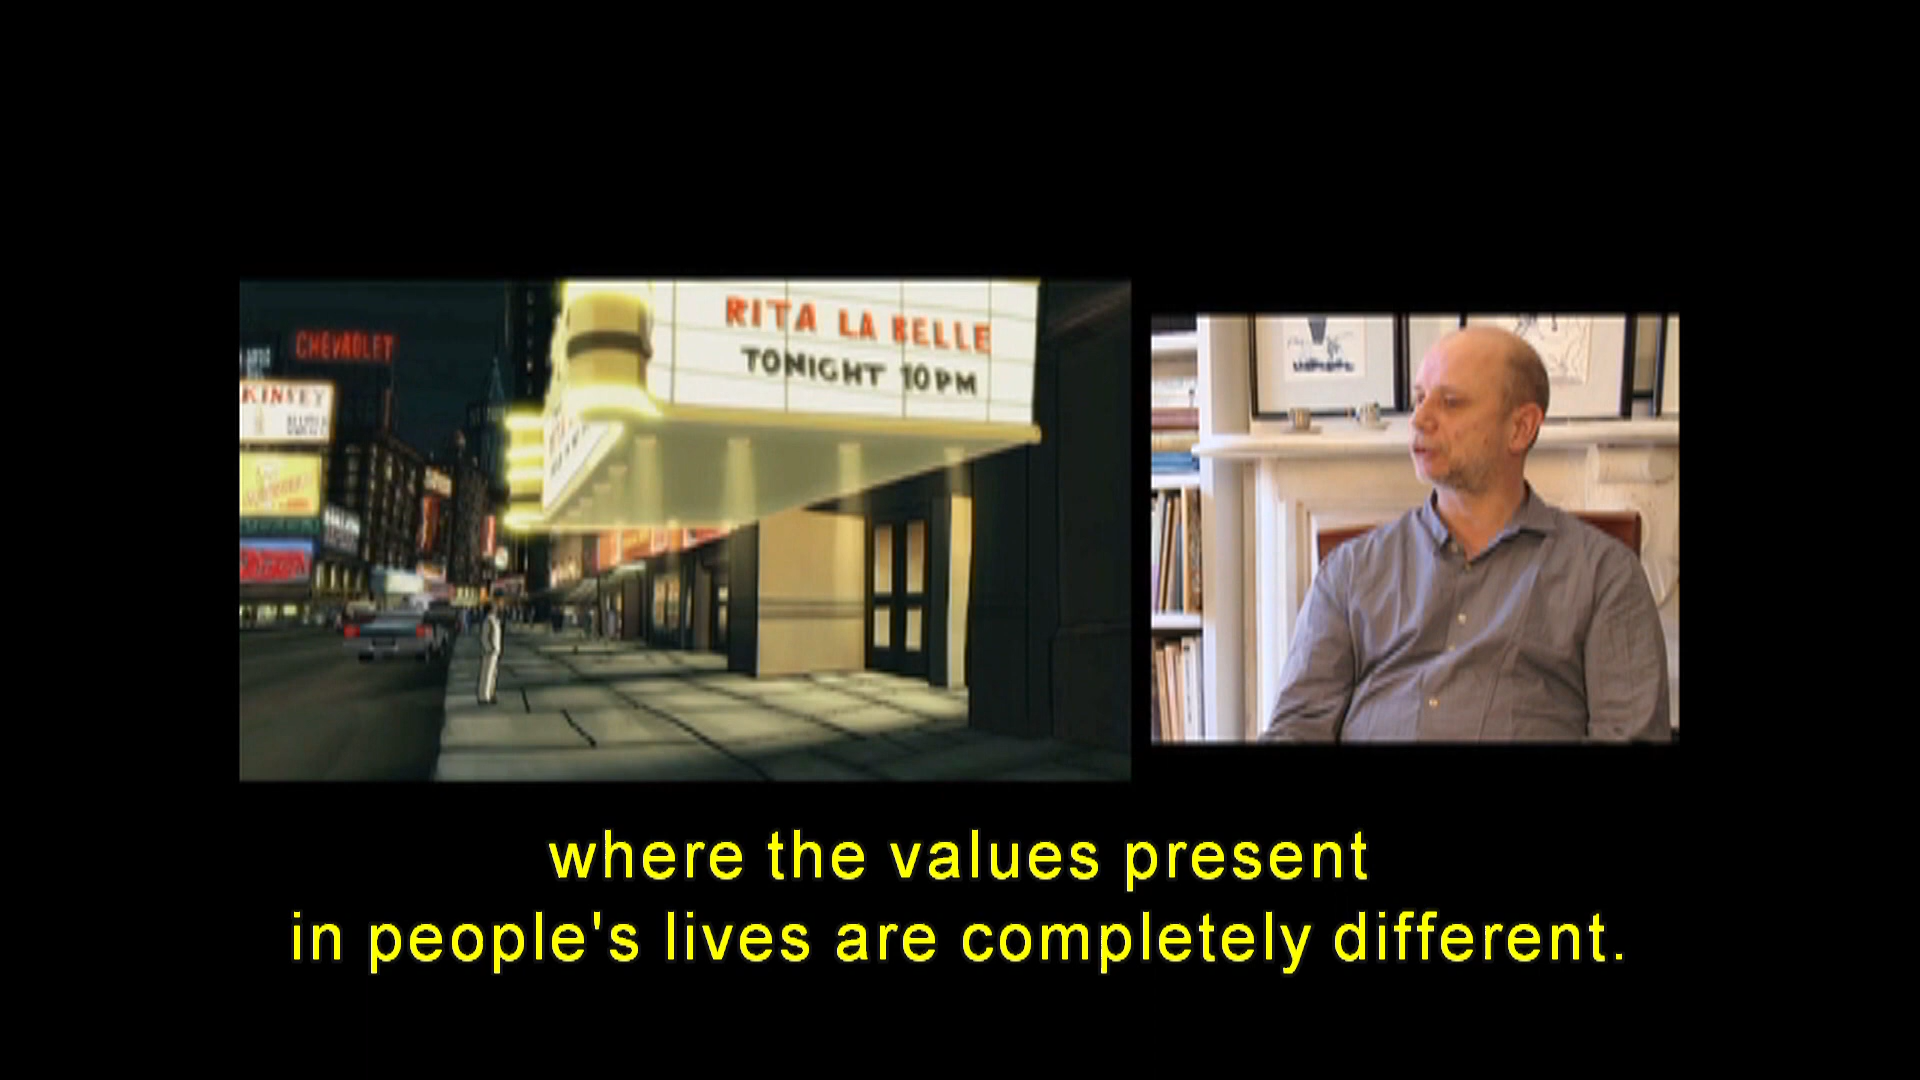 CHEVROLET
KINSEY
RITA LA BELLE
TONIGHT 10PM
where the values present
in people's lives are completely different.